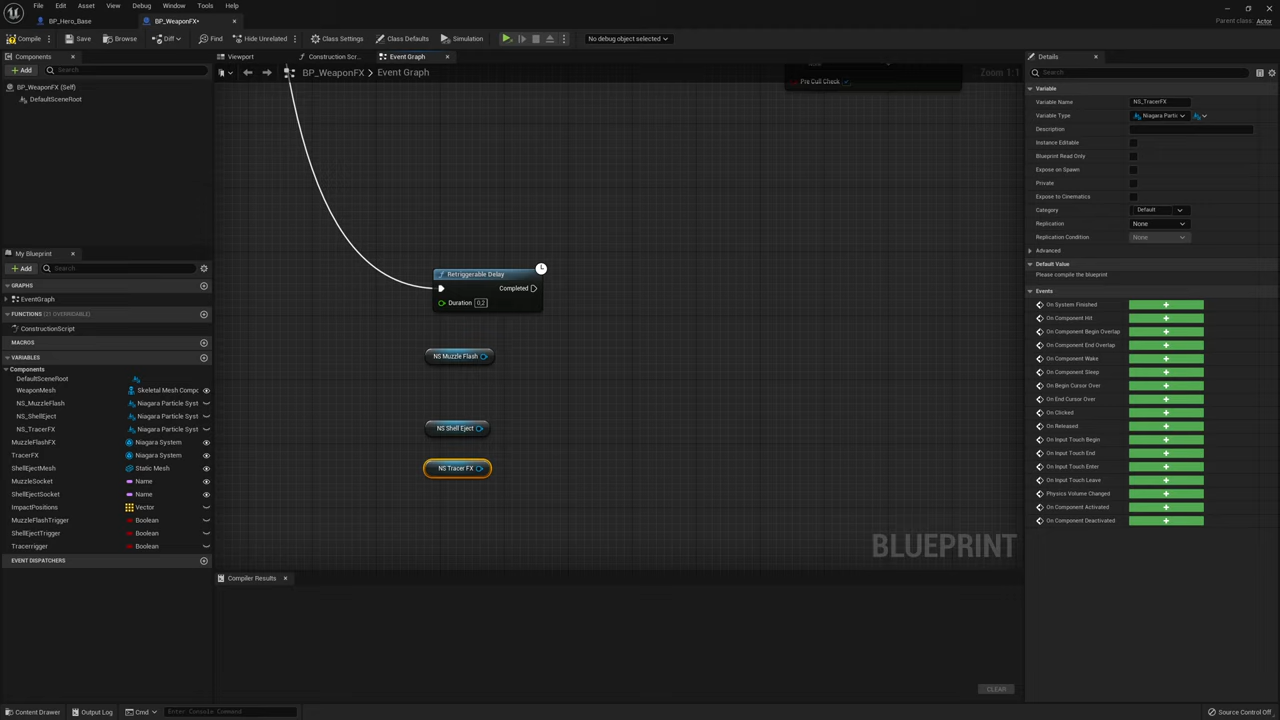 File Edit Asset View Debug Window Tools Help
BP_Hero_Base BP_WeaponFX•
Parent class: Actor
Compile Save Browse Diff Find Hide Unrelated Class Settings Class Defaults Simulation No debug object selected
Components
Add Search
BP_WeaponFX (Self)
DefaultSceneRoot
My Blueprint
Add Search
GRAPHS
EventGraph
FUNCTIONS (21 OVERRIDABLE)
ConstructionScript
MACROS
VARIABLES
Components
DefaultSceneRoot
WeaponMesh Skeletal Mesh Compc
NS_MuzzleFlash Niagara Particle Syst
NS_ShellEject Niagara Particle Syst
NS_TracerFX Niagara Particle Syst
MuzzleFlashFX Niagara System
TracerFX Niagara System
ShellEjectMesh Static Mesh
MuzzleSocket Name
ShellEjectSocket Name
ImpactPositions Vector
MuzzleFlashTrigger Boolean
ShellEjectTrigger Boolean
Tracerrigger Boolean
EVENT DISPATCHERS
Viewport Construction Scr... Event Graph
BP_WeaponFX Event Graph
Zoom 1:1
Pre Cull Check
Retriggerable Delay
Completed
Duration 0,2
NS Muzzle Flash
NS Shell Eject
NS Tracer FX
BLUEPRINT
Compiler Results
CLEAR
Details
Search
Variable
Variable Name NS_TracerFX
Variable Type Niagara Partic
Description
Instance Editable
Blueprint Read Only
Expose on Spawn
Private
Expose to Cinematics
Category Default
Replication None
Replication Condition None
Advanced
Default Value
Please compile the blueprint
Events
On System Finished
On Component Hit
On Component Begin Overlap
On Component End Overlap
On Component Wake
On Component Sleep
On Begin Cursor Over
On End Cursor Over
On Clicked
On Released
On Input Touch Begin
On Input Touch End
On Input Touch Enter
On Input Touch Leave
Physics Volume Changed
On Component Activated
On Component Deactivated
Content Drawer Output Log Cmd Enter Console Command
Source Control Off